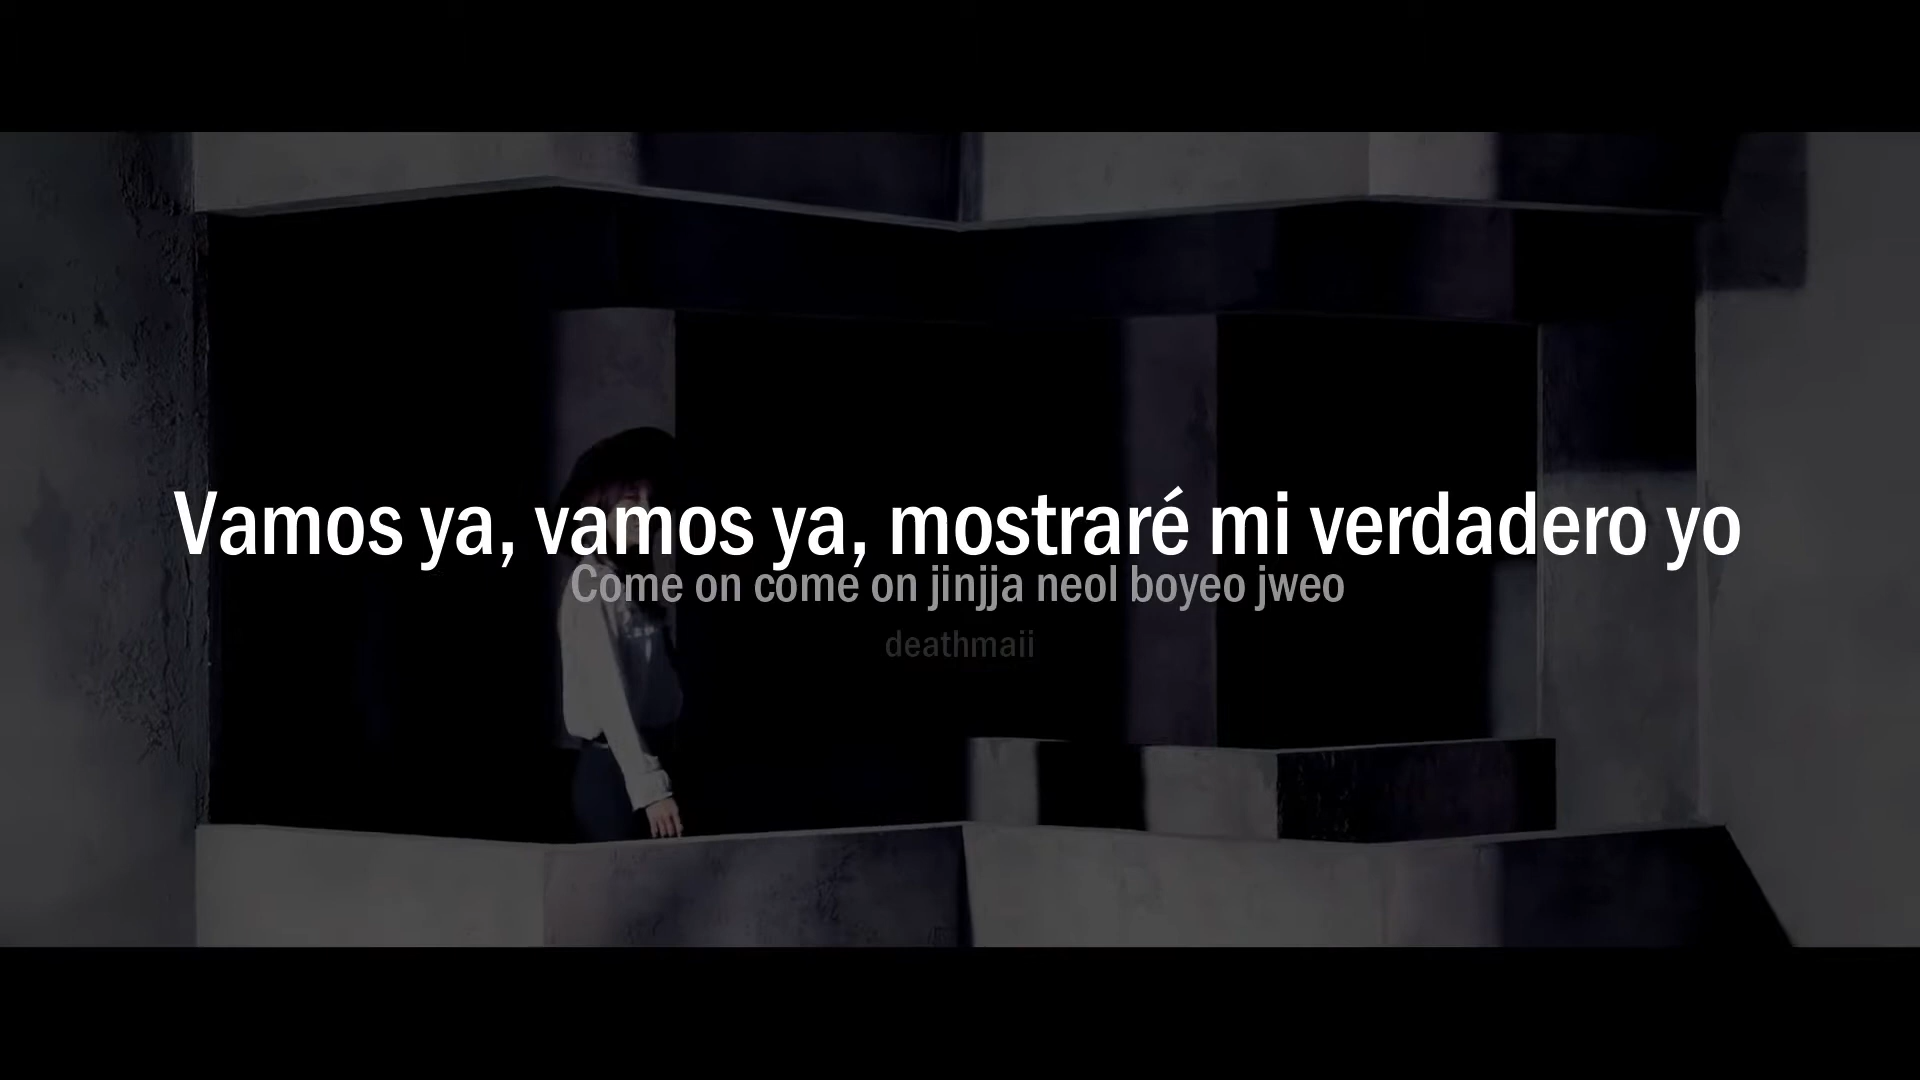 Vamos ya, vamos ya, mostraré mi verdadero yo
Come on come on jinjja neol boyeo jweo
deathmaii